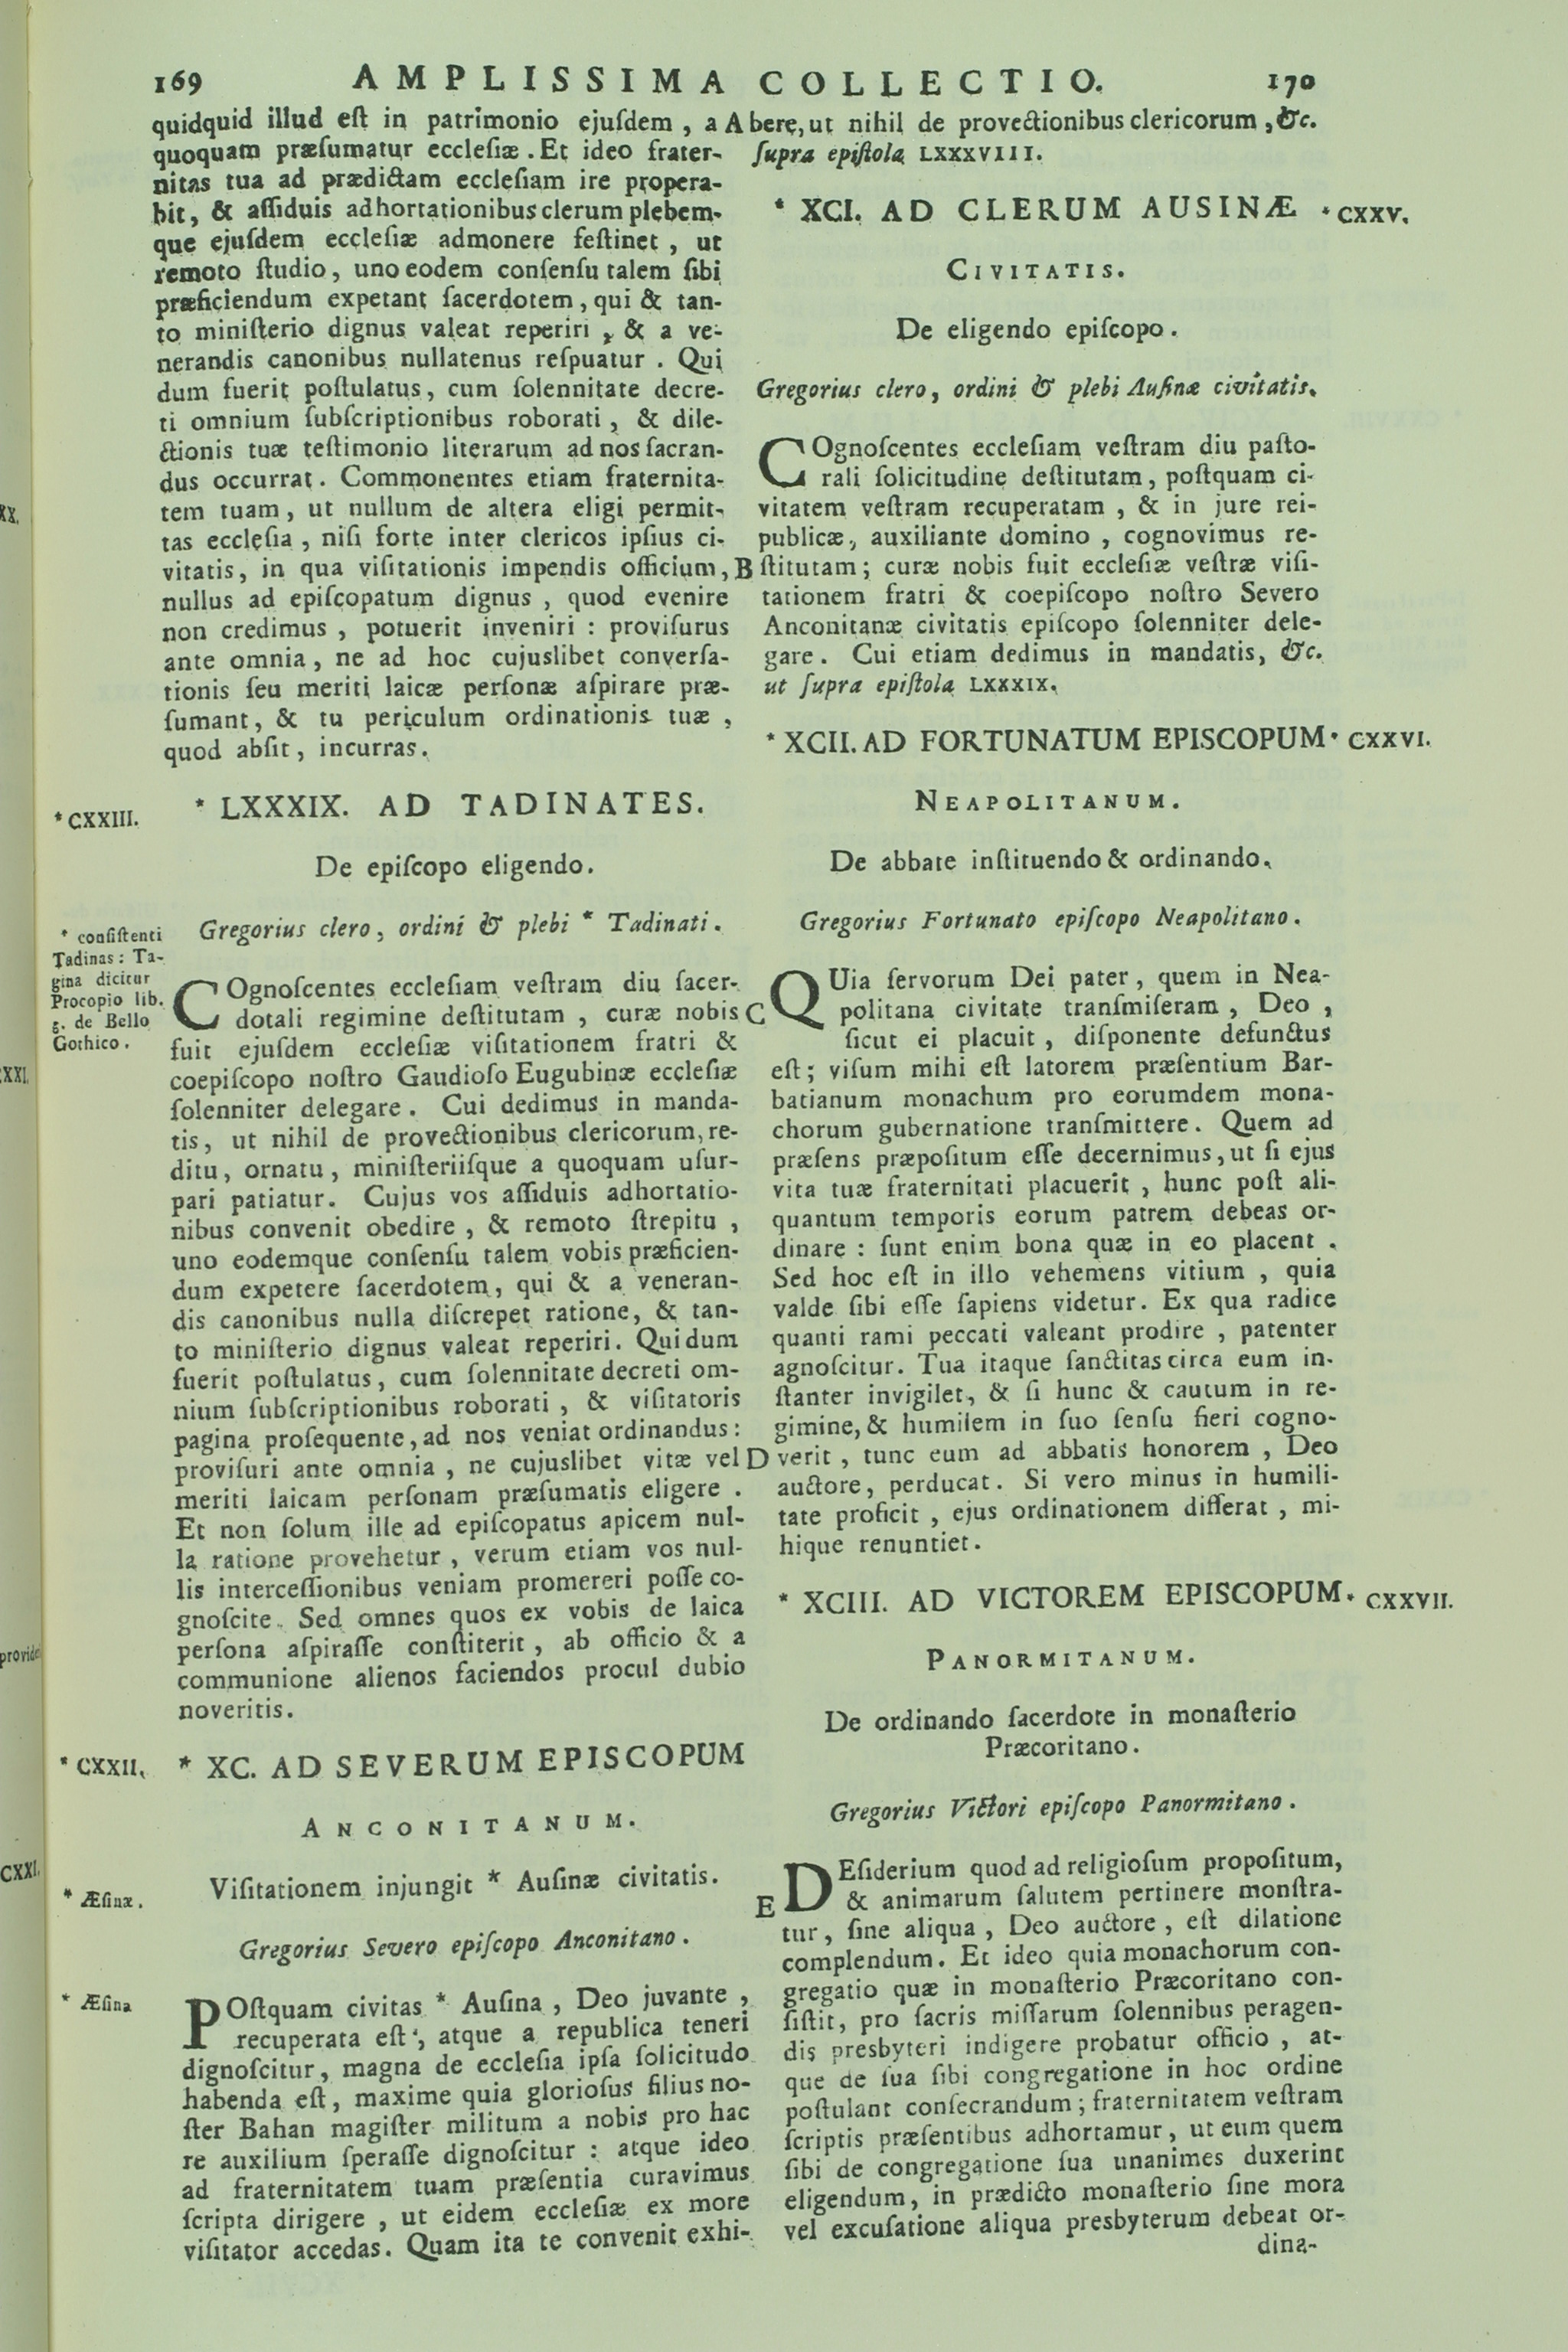 169
AMPLISSIMA COLLECTIO.
170
quidquid illud eſt in patrimonio ejuſdem, a
quoquam præſumatur eccleſiæ. Et ideo frater-
nitas tua ad prædictam eccleſiam ire propera-
bit, & aſſiduis adhortationibus clerum plebem-
que ejuſdem eccleſiæ admonere feſtinet, ut
remoto ſtudio, uno eodem conſenſu talem ſibi
præficiendum expetant ſacerdotem, qui & tan-
to miniſterio dignus valeat reperiri, & a ve-
nerandis canonibus nullatenus reſpuatur. Qui
dum fuerit poſtulatus, cum ſolennitate decre-
ti omnium ſubſcriptionibus roborati, & dile-
ctionis tuæ teſtimonio literarum ad nos ſacran-
dus occurrat. Commonentes etiam fraternita-
tem tuam, ut nullum de altera eligi permit-
tas eccleſia, niſi forte inter clericos ipſius ci-
vitatis, in qua viſitationis impendis officium,
nullus ad epiſcopatum dignus, quod evenire
non credimus, potuerit inveniri: proviſurus
ante omnia, ne ad hoc cujuslibet converſa-
tionis ſeu meriti laicæ perſonæ aſpirare præ-
ſumant, & tu periculum ordinationis tuæ,
quod abſit, incurras.
* CXXIII.
* LXXXIX. AD TADINATES.
De epiſcopo eligendo.
Gregorius clero, ordini & plebi * Tadinati.
* conſiſtenti
Tadinas: Ta-
gina dicitur
Procopio lib.
g. de Bello
Gothico.
COgnoſcentes eccleſiam veſtram diu ſacer-
dotali regimine deſtitutam, curæ nobis
fuit ejuſdem eccleſiæ viſitationem fratri &
coepiſcopo noſtro Gaudioſo Eugubinæ eccleſiæ
ſolenniter delegare. Cui dedimus in manda-
tis, ut nihil de provectionibus clericorum, re-
ditu, ornatu, miniſteriiſque a quoquam uſur-
pari patiatur. Cujus vos aſſiduis adhortatio-
nibus convenit obedire, & remoto ſtrepitu,
uno eodemque conſenſu talem vobis præficien-
dum expetere ſacerdotem, qui & a veneran-
dis canonibus nulla diſcrepet ratione, & tan-
to miniſterio dignus valeat reperiri. Qui dum
fuerit poſtulatus, cum ſolennitate decreti om-
nium ſubſcriptionibus roborati, & viſitatoris
pagina proſequente, ad nos veniat ordinandus:
proviſuri ante omnia, ne cujuslibet vitæ vel
meriti laicam perſonam præſumatis eligere.
Et non ſolum ille ad epiſcopatus apicem nul-
la ratione provehetur, verum etiam vos nul-
lis interceſſionibus veniam promereri poſſe co-
gnoſcite. Sed omnes quos ex vobis de laica
perſona aſpiraſſe conſtiterit, ab officio & a
communione alienos faciendos procul dubio
noveritis.
* CXXII.
* XC. AD SEVERUM EPISCOPUM
ANCONITANUM.
Viſitationem injungit * Auſinæ civitatis.
* Æſinæ.
Gregorius Severo epiſcopo Anconitano.
* Æſina
POſtquam civitas * Auſina, Deo juvante,
recuperata eſt, atque a republica teneri
dignoſcitur, magna de eccleſia ipſa ſolicitudo
habenda eſt, maxime quia glorioſus filius no-
ſter Bahan magiſter militum a nobis pro hac
re auxilium ſperaſſe dignoſcitur: atque ideo
ad fraternitatem tuam præſentia curavimus
ſcripta dirigere, ut eidem eccleſiæ ex more
viſitator accedas. Quam ita te convenit exhi-
A
B
C
D
E
bere, ut nihil de provectionibus clericorum, &c.
ſupra epiſtola LXXXVIII.
* XCI. AD CLERUM AUSINÆ
* CXXV.
CIVITATIS.
De eligendo epiſcopo.
Gregorius clero, ordini & plebi Auſinæ civitatis.
COgnoſcentes eccleſiam veſtram diu paſto-
rali ſolicitudine deſtitutam, poſtquam ci-
vitatem veſtram recuperatam, & in jure rei-
publicæ, auxiliante domino, cognovimus re-
ſtitutam; curæ nobis fuit eccleſiæ veſtræ viſi-
tationem fratri & coepiſcopo noſtro Severo
Anconitanæ civitatis epiſcopo ſolenniter dele-
gare. Cui etiam dedimus in mandatis, &c.
ut ſupra epiſtola LXXXIX.
* XCII. AD FORTUNATUM EPISCOPUM
* CXXVI.
NEAPOLITANUM.
De abbate inſtituendo & ordinando.
Gregorius Fortunato epiſcopo Neapolitano.
QUia ſervorum Dei pater, quem in Nea-
politana civitate tranſmiſeram, Deo,
ſicut ei placuit, diſponente defunctus
eſt; viſum mihi eſt latorem præſentium Bar-
batianum monachum pro eorumdem mona-
chorum gubernatione tranſmittere. Quem ad
præſens præpoſitum eſſe decernimus, ut ſi ejus
vita tuæ fraternitati placuerit, hunc poſt ali-
quantum temporis eorum patrem debeas or-
dinare: ſunt enim bona quæ in eo placent.
Sed hoc eſt in illo vehemens vitium, quia
valde ſibi eſſe ſapiens videtur. Ex qua radice
quanti rami peccati valeant prodire, patenter
agnoſcitur. Tua itaque ſanctitas circa eum in-
ſtanter invigilet, & ſi hunc & cautum in re-
gimine, & humilem in ſuo ſenſu fieri cogno-
verit, tunc eum ad abbatis honorem, Deo
auctore, perducat. Si vero minus in humili-
tate proficit, ejus ordinationem differat, mi-
hique renuntiet.
* XCIII. AD VICTOREM EPISCOPUM
* CXXVII.
PANORMITANUM.
De ordinando ſacerdote in monaſterio
Præcoritano.
Gregorius Victori epiſcopo Panormitano.
DEſiderium quod ad religioſum propoſitum,
& animarum ſalutem pertinere monſtra-
tur, ſine aliqua, Deo auctore, eſt dilatione
complendum. Et ideo quia monachorum con-
gregatio quæ in monaſterio Præcoritano con-
ſiſtit, pro ſacris miſſarum ſolennibus peragen-
dis presbyteri indigere probatur officio, at-
que de ſua ſibi congregatione in hoc ordine
poſtulant conſecrandum; fraternitatem veſtram
ſcriptis præſentibus adhortamur, ut eum quem
ſibi de congregatione ſua unanimes duxerint
eligendum, in prædicto monaſterio ſine mora
vel excuſatione aliqua presbyterum debeat or-
dina-